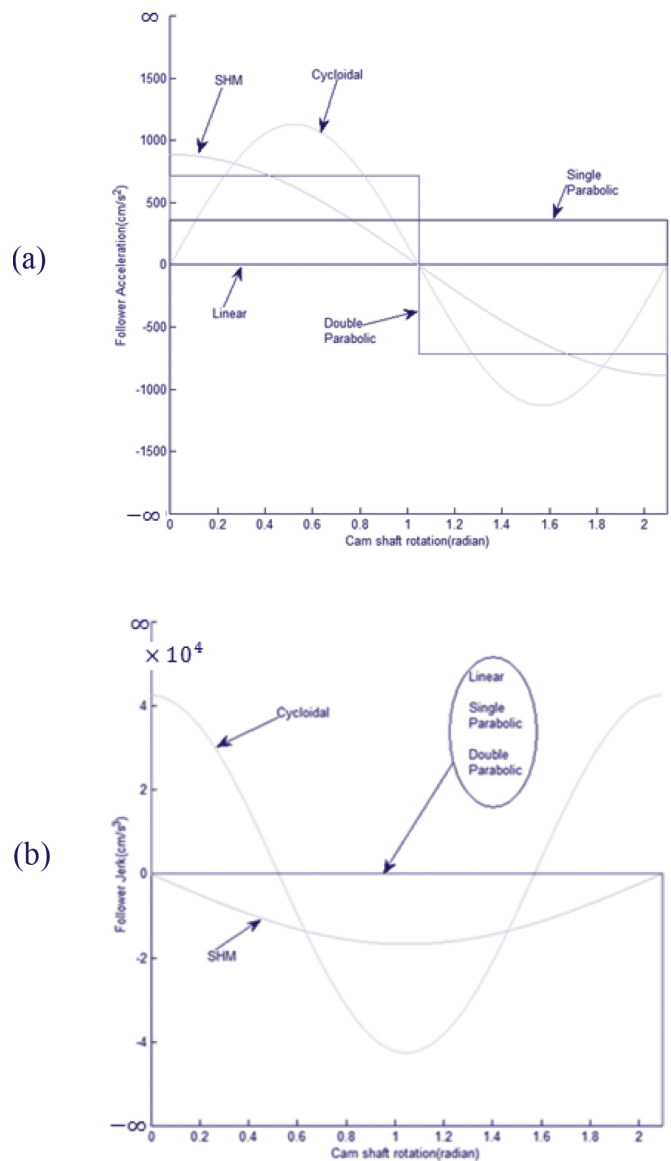 (a)
∞
1500
1000
500
0
-500
-1000
-1500
−∞
Follower Acceleration(cm/s²)
SHM
Cycloidal
Single
Parabolic
Linear
Double
Parabolic
0 0.2 0.4 0.6 0.8 1 1.2 1.4 1.6 1.8 2
Cam shaft rotation(radian)
(b)
∞
× 10⁴
4
2
0
-2
-4
−∞
Follower Jerk(cm/s³)
Cycloidal
Linear
Single
Parabolic
Double
Parabolic
SHM
0 0.2 0.4 0.6 0.8 1 1.2 1.4 1.6 1.8 2
Cam shaft rotation(radian)